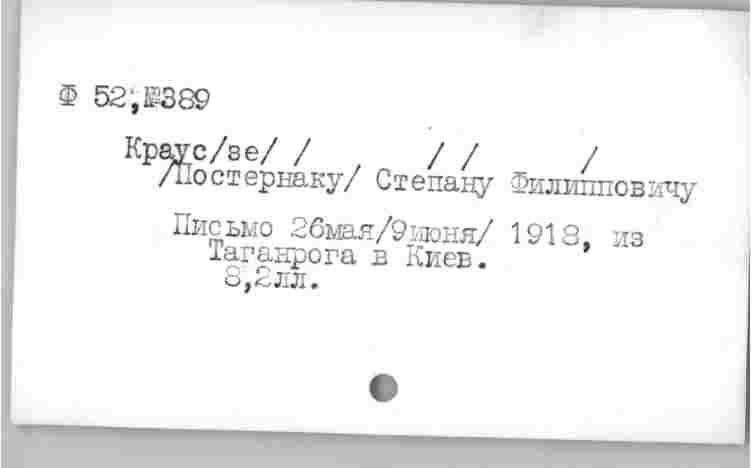 Ф 52,№389
Краус/зе/ / / / /
/Постернаку/ Степану Филипповичу
Письмо 26мая/9июня/ 1918, из
Таганрога в Киев.
8,2лл.